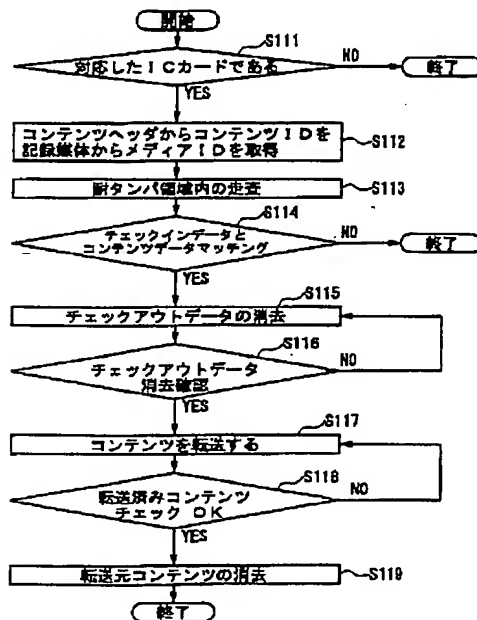 開始
S111
対応したICカードである
NO
終了
YES
コンテンツヘッダからコンテンツIDを
記録媒体からメディアIDを取得
S112
耐タンパ領域内の走査
S113
S114
チェックインデータと
コンテンツデータマッチング
NO
終了
YES
S115
チェックアウトデータの消去
S116
チェックアウトデータ
消去確認
NO
YES
S117
コンテンツを転送する
S118
転送済みコンテンツ
チェック OK
NO
YES
転送元コンテンツの消去
S119
終了